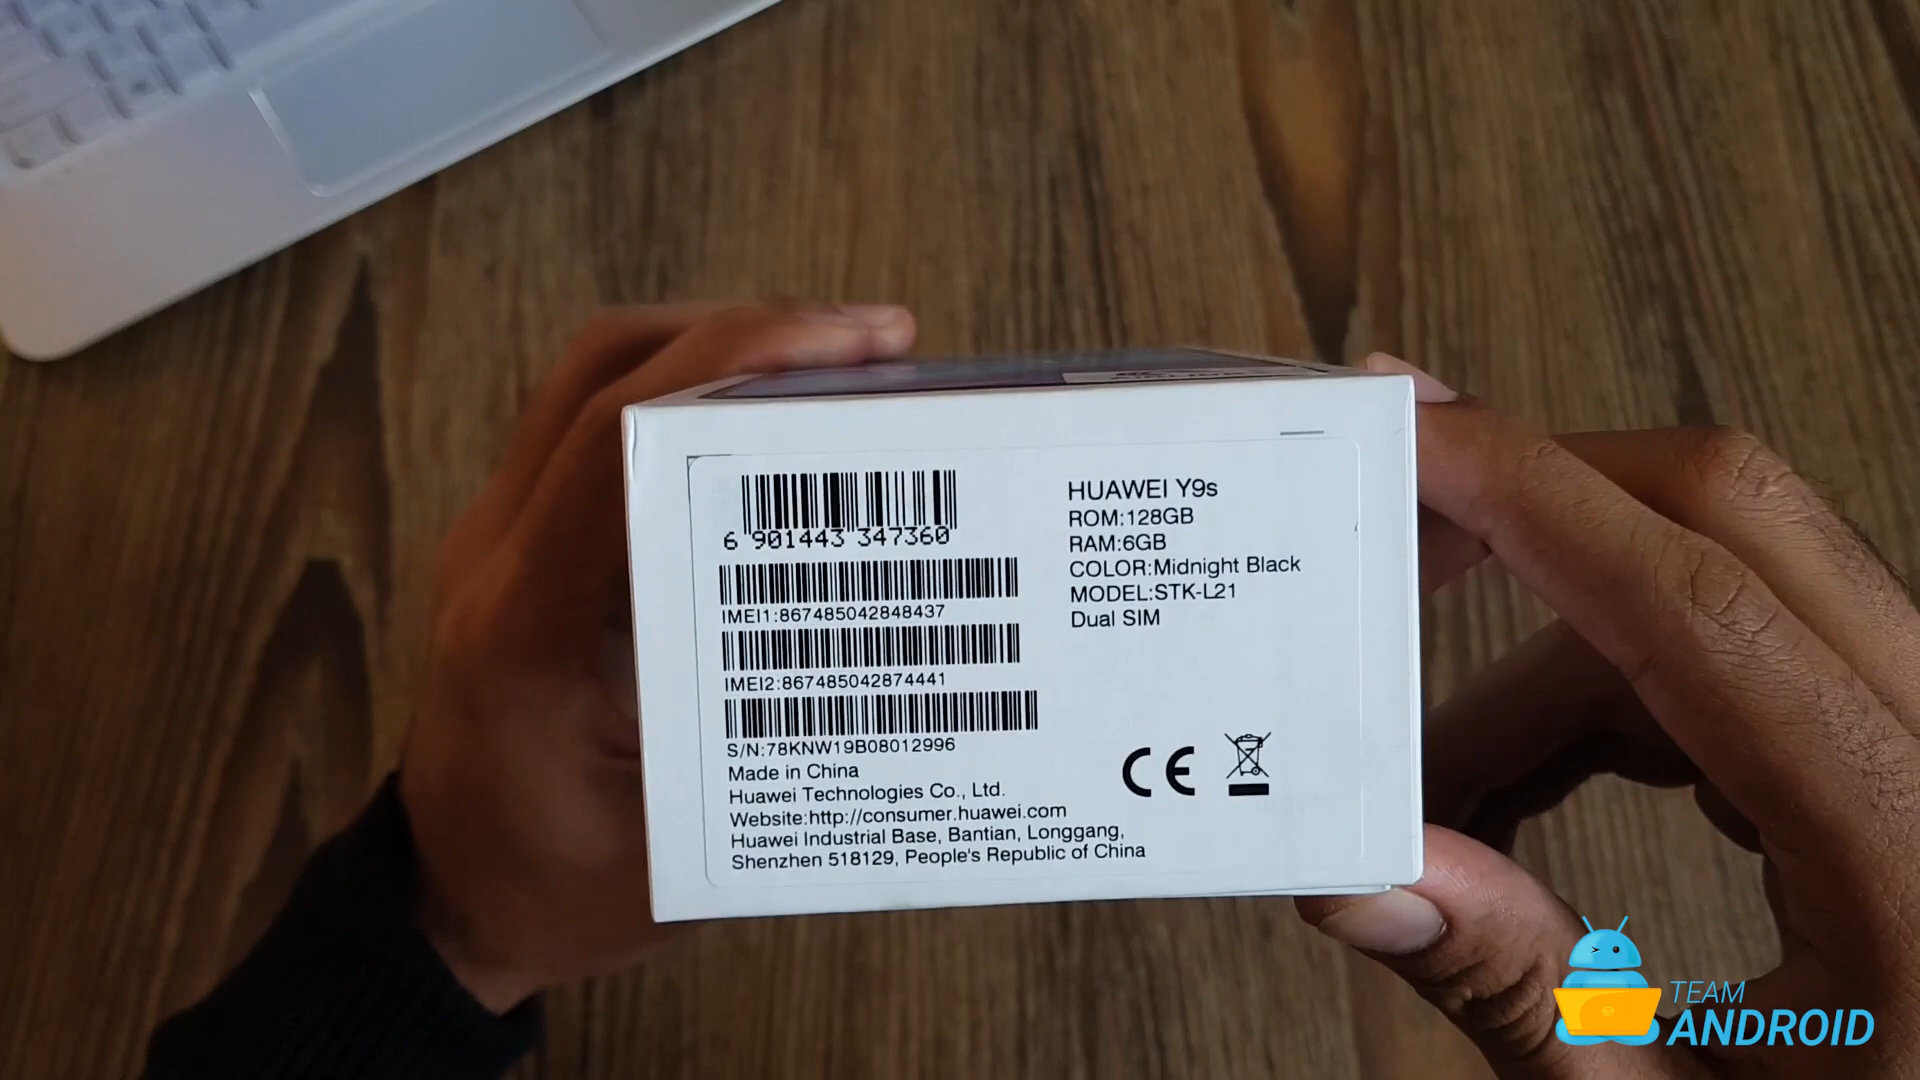 6 901443 347360
IMEI1:867485042848437
IMEI2:867485042874441
S/N:78KNW19B08012996
Made in China
Huawei Technologies Co., Ltd.
Website:http://consumer.huawei.com
Huawei Industrial Base, Bantian, Longgang,
Shenzhen 518129, People's Republic of China
HUAWEI Y9s
ROM:128GB
RAM:6GB
COLOR:Midnight Black
MODEL:STK-L21
Dual SIM
CE
TEAM
ANDROID